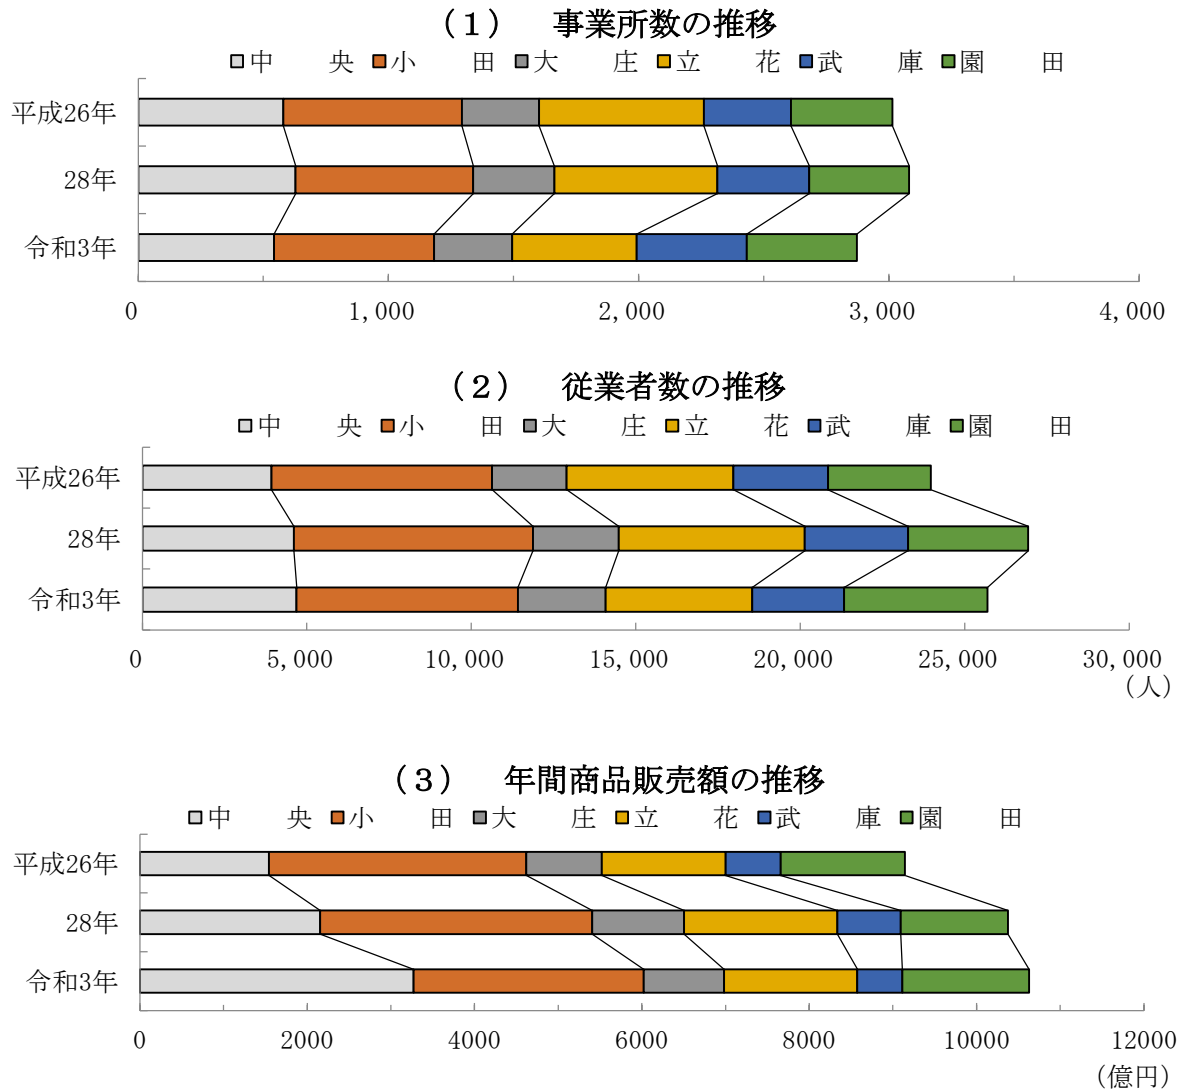 （１）　事業所数の推移
中　　央 小　　田 大　　庄 立　　花 武　　庫 園　　田
平成26年
28年
令和3年
0 1,000 2,000 3,000 4,000
（２）　従業者数の推移
中　　央 小　　田 大　　庄 立　　花 武　　庫 園　　田
平成26年
28年
令和3年
0 5,000 10,000 15,000 20,000 25,000 30,000
（人）
（３）　年間商品販売額の推移
中　　央 小　　田 大　　庄 立　　花 武　　庫 園　　田
平成26年
28年
令和3年
0 2000 4000 6000 8000 10000 12000
（億円）